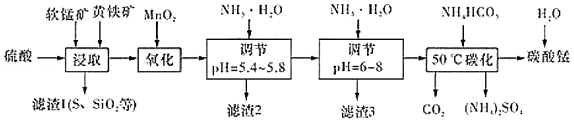 软锰矿 黄铁矿 MnO₂ NH₃·H₂O NH₃·H₂O NH₄HCO₃ H₂O
硫酸 浸取 氧化 调节 pH=5.4~5.8 调节 pH=6~8 50℃碳化 碳酸锰
滤渣1(S、SiO₂等) 滤渣2 滤渣3 CO₂ (NH₄)₂SO₄